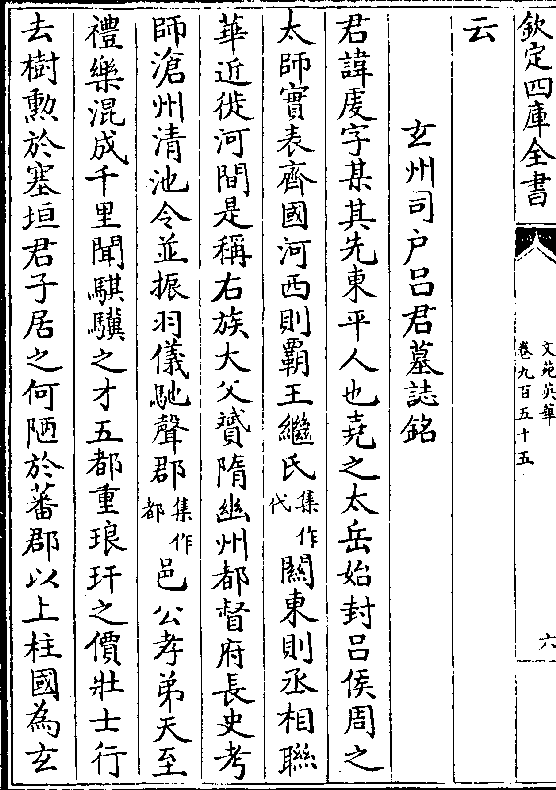 欽定四庫全書
文苑英華
卷九百五十五
六
云
玄州司户吕君墓誌銘
君諱䖍字某其先東平人也堯之太岳始封吕侯周之
太師實表齊國河西則霸王繼氏集作代闗東則丞相聯
華近徙河間是稱右族大父贇隋幽州都督府長史考
師滄州清池令並振羽儀馳聲郡集作都邑公孝弟天至
禮樂混成千里聞騏驥之才五都重琅玕之價壯士行
去樹勲於塞垣君子居之何陋於蕃郡以上柱國為玄